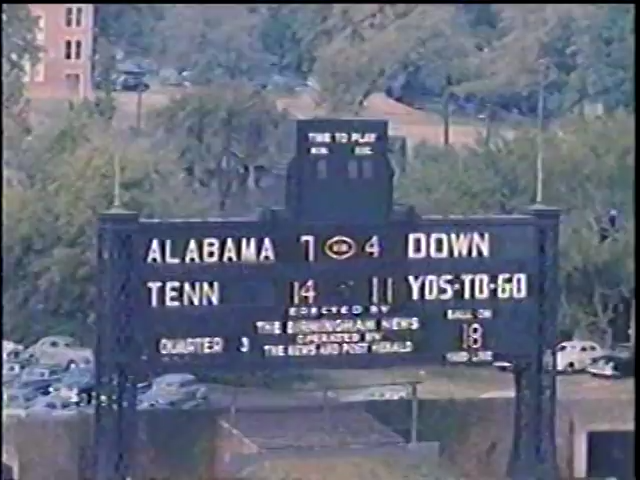 TIME TO PLAY
MIN. SEC.
ALABAMA 7 4 DOWN
TENN 14 11 YDS-TO-GO
ERECTED BY
THE BIRMINGHAM NEWS
OPERATED BY
THE NEWS AND POST HERALD
QUARTER 3
BALL ON
18
YARD LINE